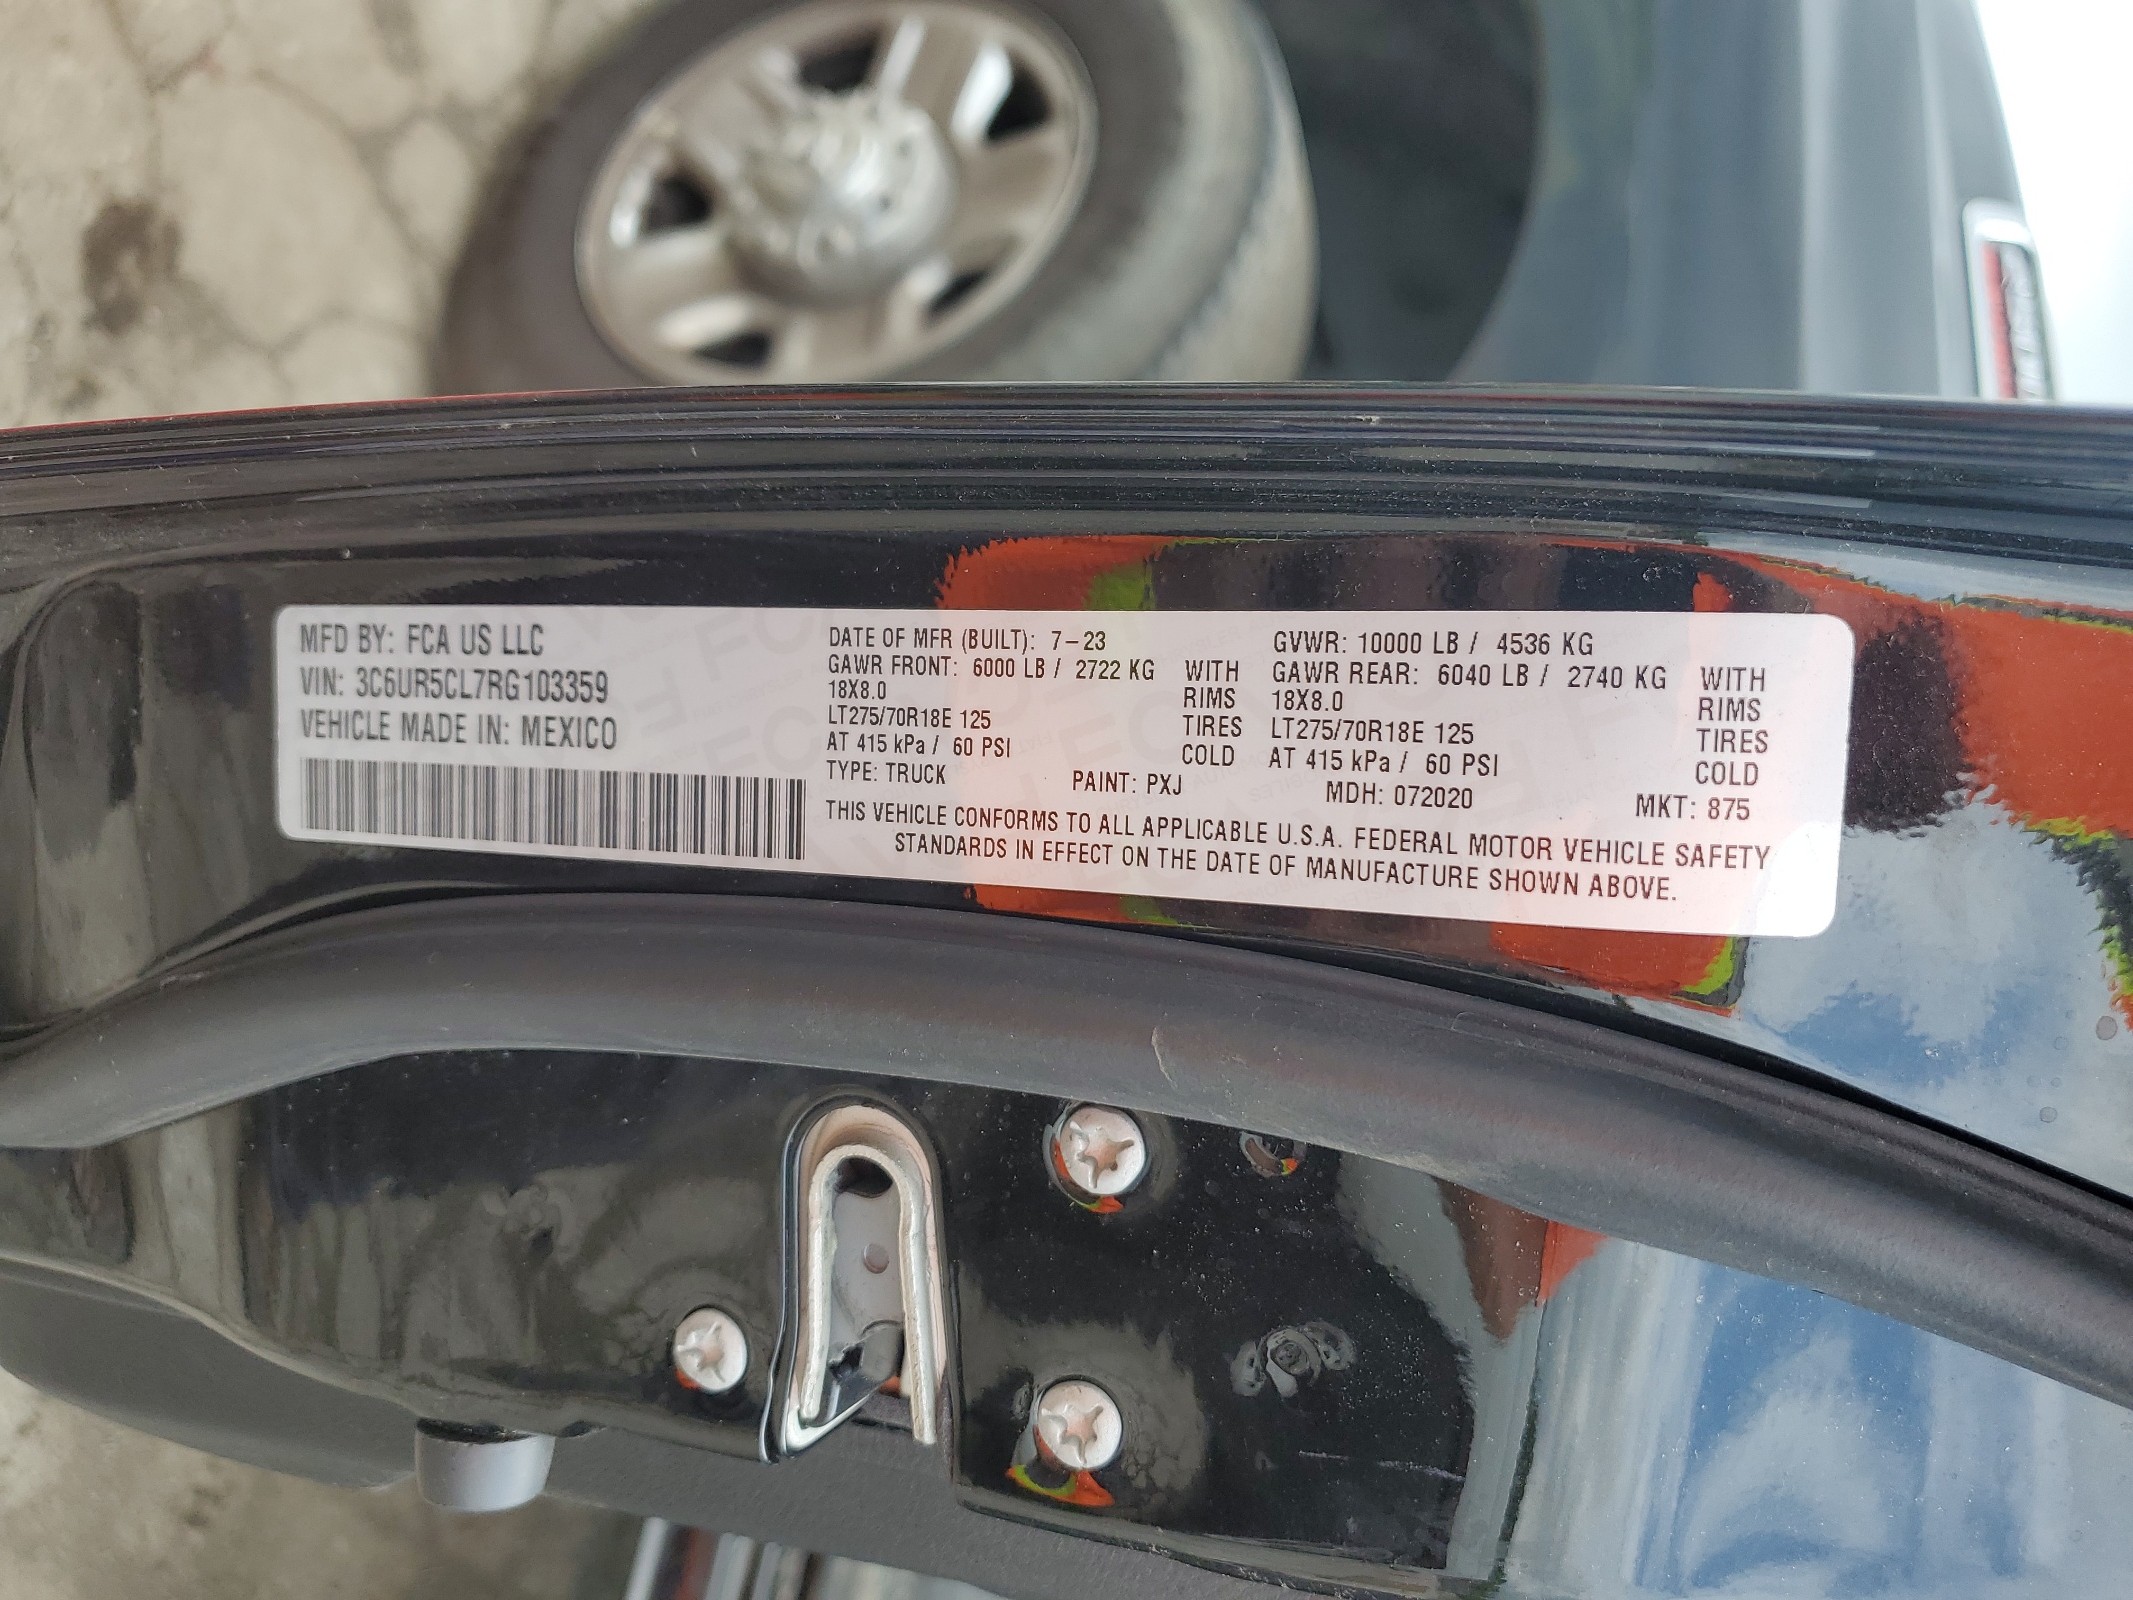 MFD BY: FCA US LLC
VIN: 3C6UR5CL7RG103359
VEHICLE MADE IN: MEXICO
DATE OF MFR (BUILT): 7-23
GAWR FRONT: 6000 LB / 2722 KG WITH
18X8.0 RIMS
LT275/70R18E 125 TIRES
AT 415 kPa / 60 PSI COLD
GVWR: 10000 LB / 4536 KG
GAWR REAR: 6040 LB / 2740 KG WITH
18X8.0 RIMS
LT275/70R18E 125 TIRES
AT 415 kPa / 60 PSI COLD
TYPE: TRUCK PAINT: PXJ MDH: 072020 MKT: 875
THIS VEHICLE CONFORMS TO ALL APPLICABLE U.S.A. FEDERAL MOTOR VEHICLE SAFETY
STANDARDS IN EFFECT ON THE DATE OF MANUFACTURE SHOWN ABOVE.